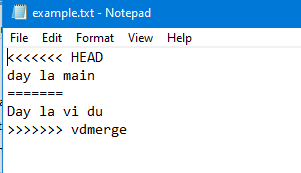 example.txt - Notepad
File Edit Format View Help
<<<<<<< HEAD
day la main
=======
Day la vi du
>>>>>>> vdmerge